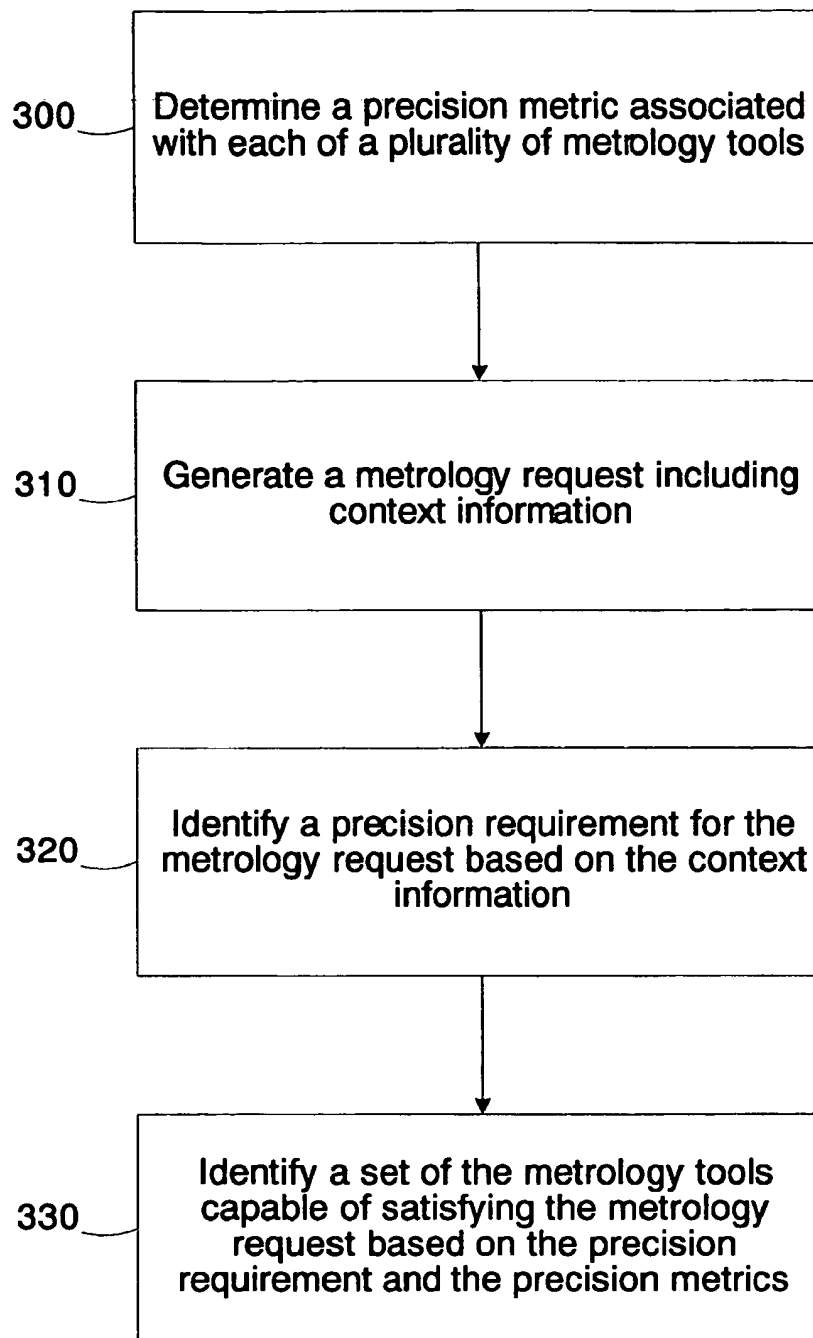 300
Determine a precision metric associated
with each of a plurality of metrology tools
310
Generate a metrology request including
context information
320
Identify a precision requirement for the
metrology request based on the context
information
330
Identify a set of the metrology tools
capable of satisfying the metrology
request based on the precision
requirement and the precision metrics